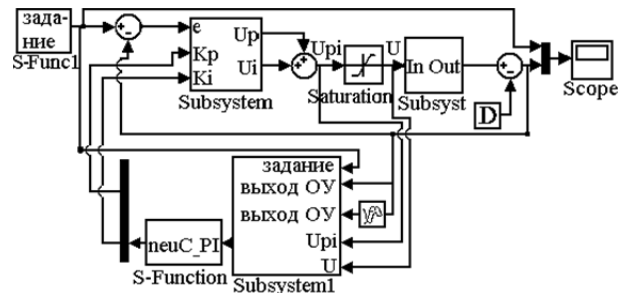 зада-
ние
S-Func1
e
Kp
Ki
Up
Ui
Subsystem
Upi
Saturation
U
In Out
Subsyst
D
Scope
задание
выход ОУ
выход ОУ
Upi
U
Subsystem1
neuC_PI
S-Function